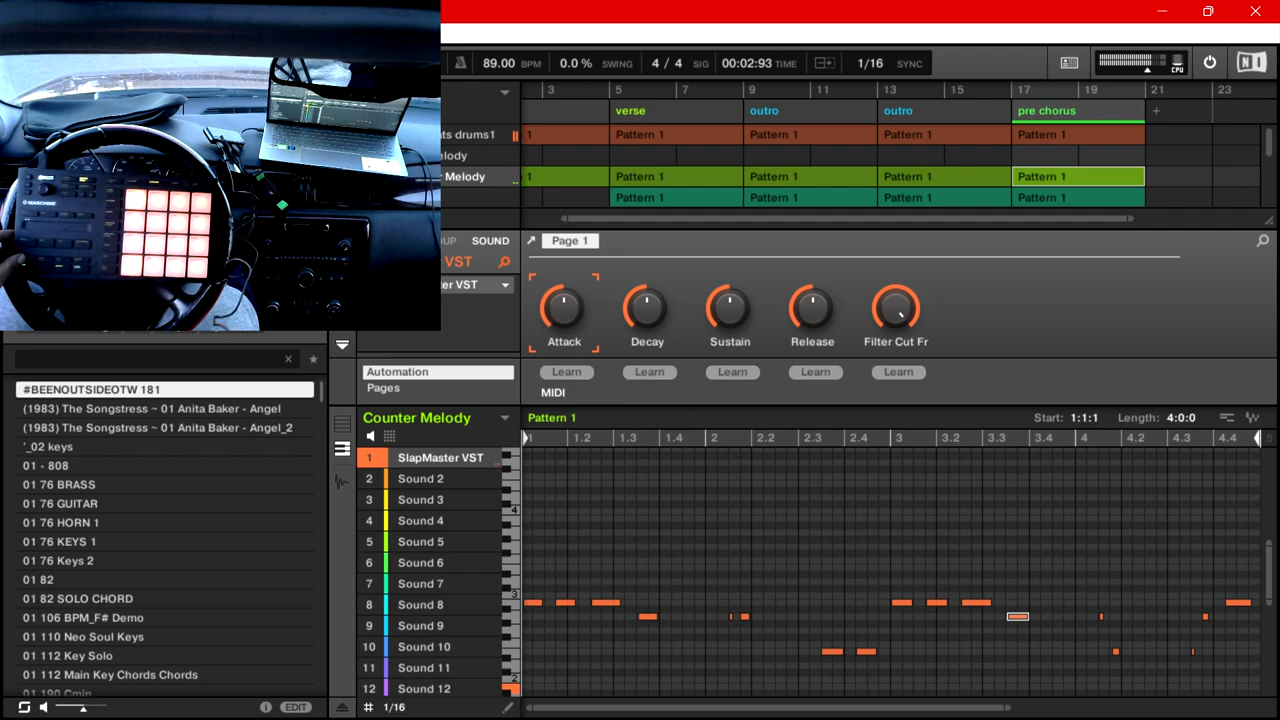 89.00 BPM 0.0 % SWING 4 / 4 SIG 00:02:93 TIME 1/16 SYNC CPU NI
3 5 7 9 11 13 15 17 19 21 23
verse outro outro pre chorus +
ts drums1 1 Pattern 1 Pattern 1 Pattern 1 Pattern 1
elody
Melody 1 Pattern 1 Pattern 1 Pattern 1 Pattern 1
Pattern 1 Pattern 1 Pattern 1 Pattern 1
MASCHINE
UP SOUND Page 1
VST
er VST
Attack Decay Sustain Release Filter Cut Fr
Automation Learn Learn Learn Learn Learn
Pages MIDI
#BEENOUTSIDEOTW 181
(1983) The Songstress ~ 01 Anita Baker - Angel
(1983) The Songstress ~ 01 Anita Baker - Angel_2
'_02 keys
01 - 808
01 76 BRASS
01 76 GUITAR
01 76 HORN 1
01 76 KEYS 1
01 76 Keys 2
01 82
01 82 SOLO CHORD
01 106 BPM_F# Demo
01 110 Neo Soul Keys
01 112 Key Solo
01 112 Main Key Chords Chords
01 190 Cmin
EDIT
Counter Melody Pattern 1 Start: 1:1:1 Length: 4:0:0
1 1.2 1.3 1.4 2 2.2 2.3 2.4 3 3.2 3.3 3.4 4 4.2 4.3 4.4 5
1 SlapMaster VST
2 Sound 2
3 Sound 3
4 Sound 4
5 Sound 5
6 Sound 6
7 Sound 7
8 Sound 8
9 Sound 9
10 Sound 10
11 Sound 11
12 Sound 12
4
3
2
1/16